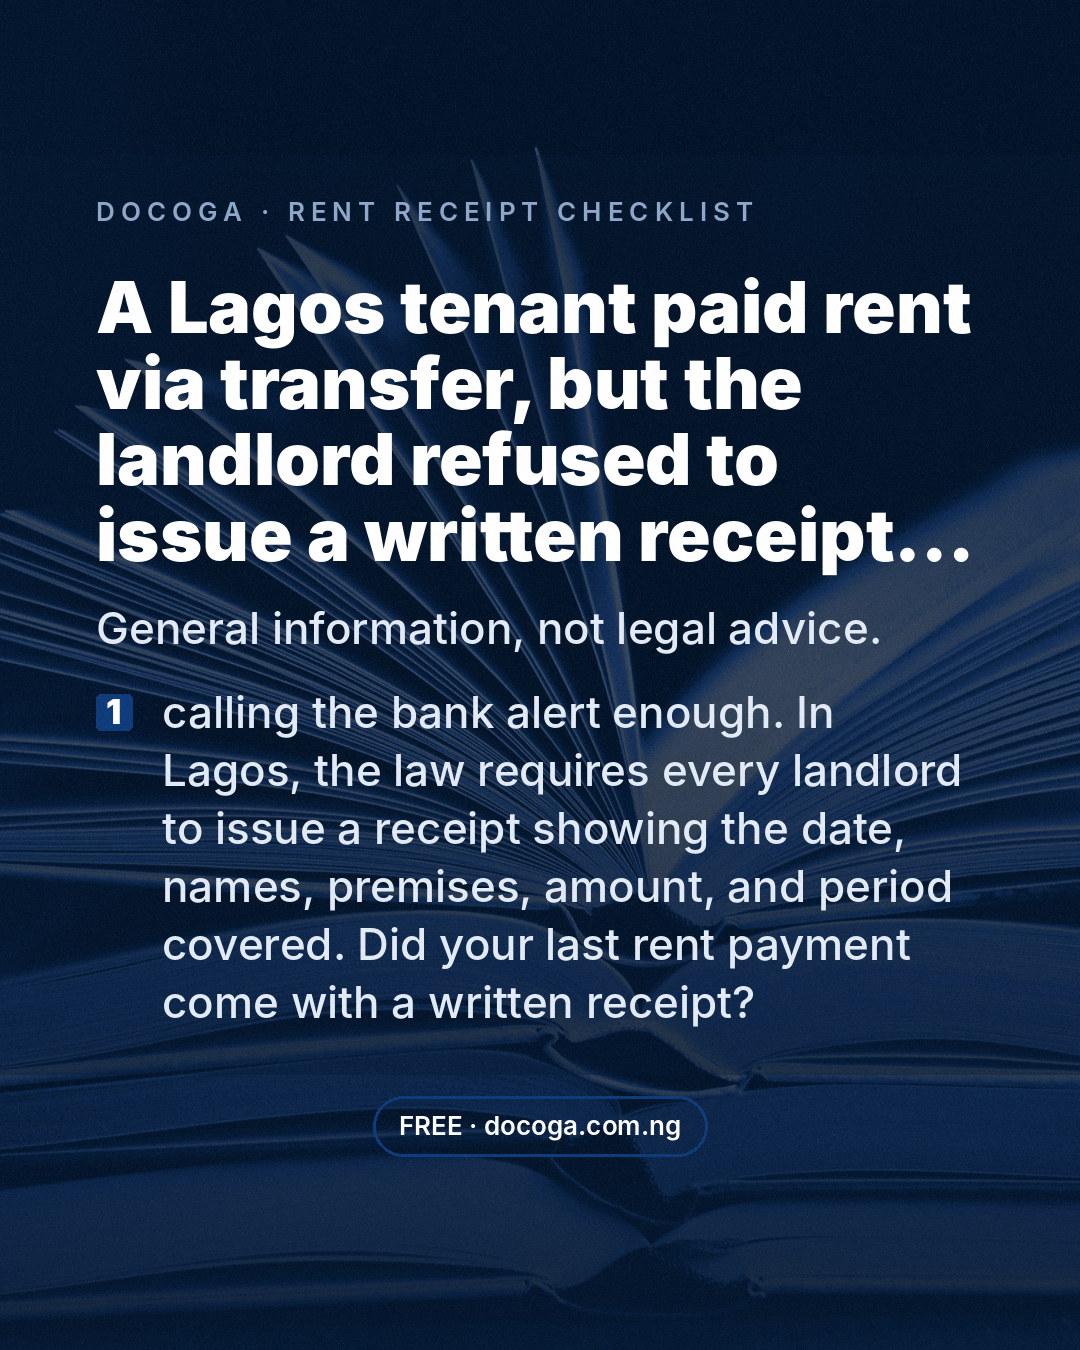 DOCOGA · RENT RECEIPT CHECKLIST
A Lagos tenant paid rent
via transfer, but the
landlord refused to
issue a written receipt...
General information, not legal advice.
1 calling the bank alert enough. In
Lagos, the law requires every landlord
to issue a receipt showing the date,
names, premises, amount, and period
covered. Did your last rent payment
come with a written receipt?
FREE · docoga.com.ng